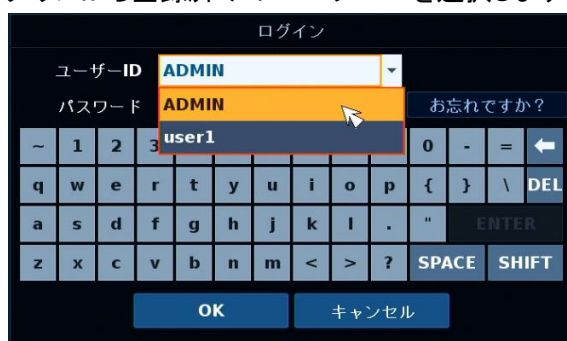 ログイン
ユーザーID ADMIN
パスワード ADMIN お忘れですか？
user1
~ 1 2 3 0 - =
q w e r t y u i o p { } \ DEL
a s d f g h j k l . " ENTER
z x c v b n m < > ? SPACE SHIFT
OK キャンセル